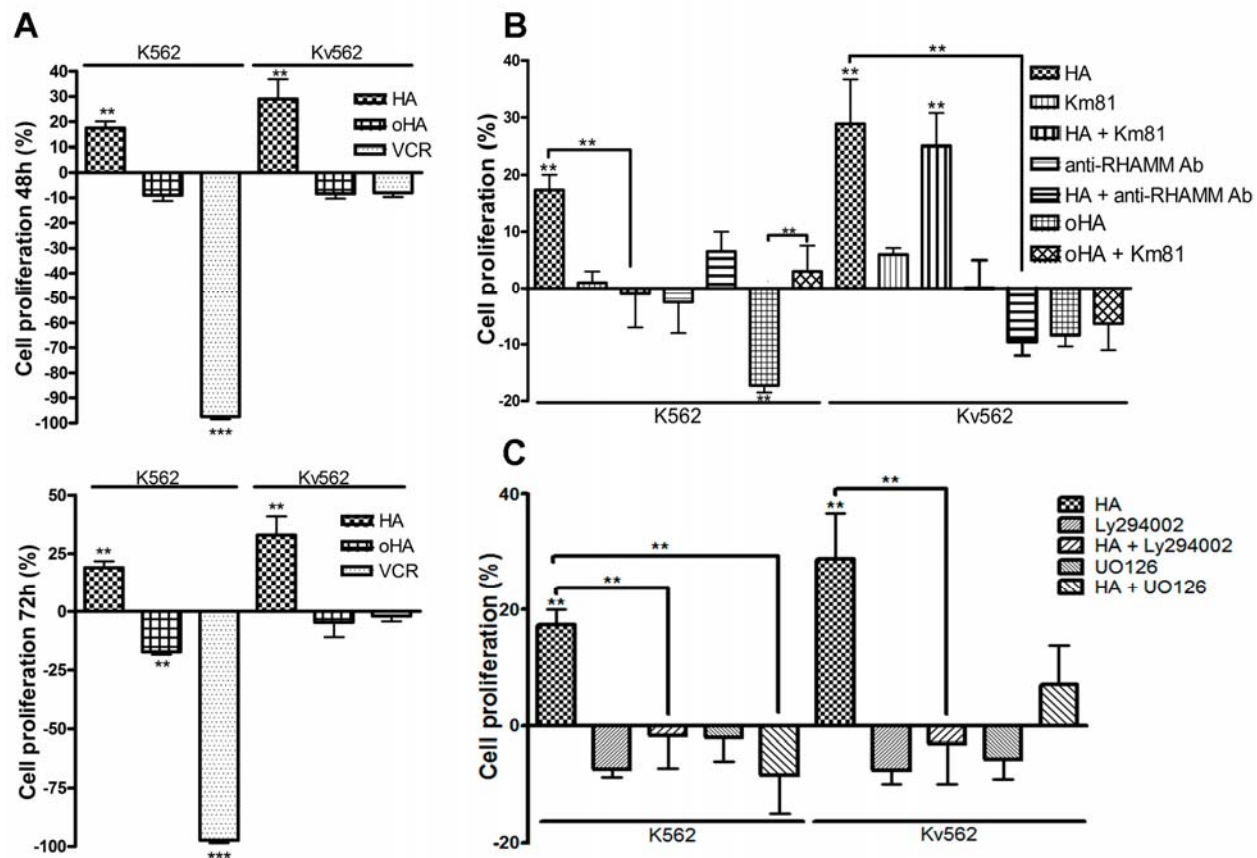 A
K562
Kv562
Cell proliferation 48h (%)
40
30
20
10
0
-10
-20
-30
-40
-50
-60
-70
-80
-90
-100
**
**
***
HA
oHA
VCR
K562
Kv562
Cell proliferation 72h (%)
50
25
0
-25
-50
-75
-100
**
**
**
***
HA
oHA
VCR
B
Cell proliferation (%)
40
20
0
-10
-20
**
**
**
**
**
**
**
HA
Km81
HA + Km81
anti-RHAMM Ab
HA + anti-RHAMM Ab
oHA
oHA + Km81
K562
Kv562
C
Cell proliferation (%)
40
20
0
-20
**
**
**
**
**
HA
Ly294002
HA + Ly294002
UO126
HA + UO126
K562
Kv562